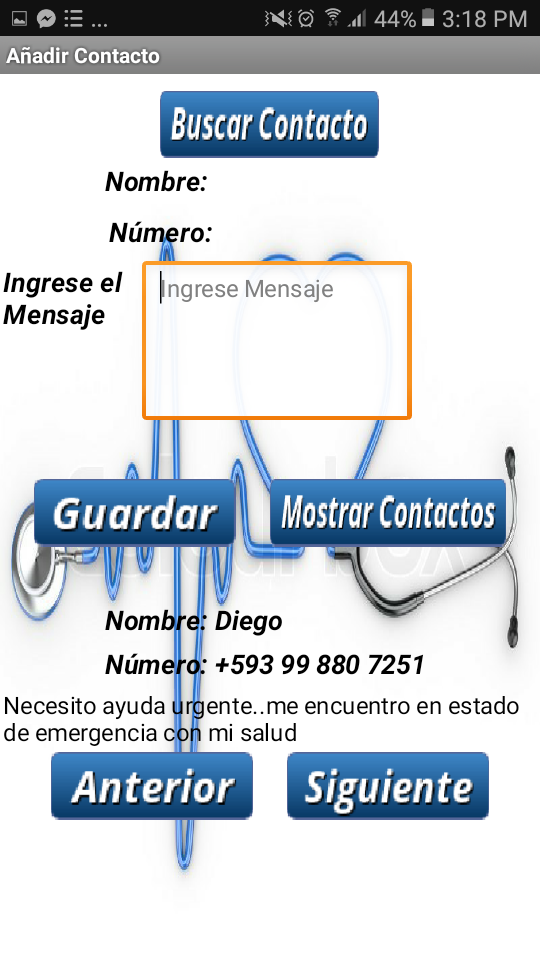 ... 44% 3:18 PM
Añadir Contacto
Buscar Contacto
Nombre:
Número:
Ingrese el
Mensaje
Ingrese Mensaje
Guardar
Mostrar Contactos
Nombre: Diego
Número: +593 99 880 7251
Necesito ayuda urgente..me encuentro en estado
de emergencia con mi salud
Anterior
Siguiente